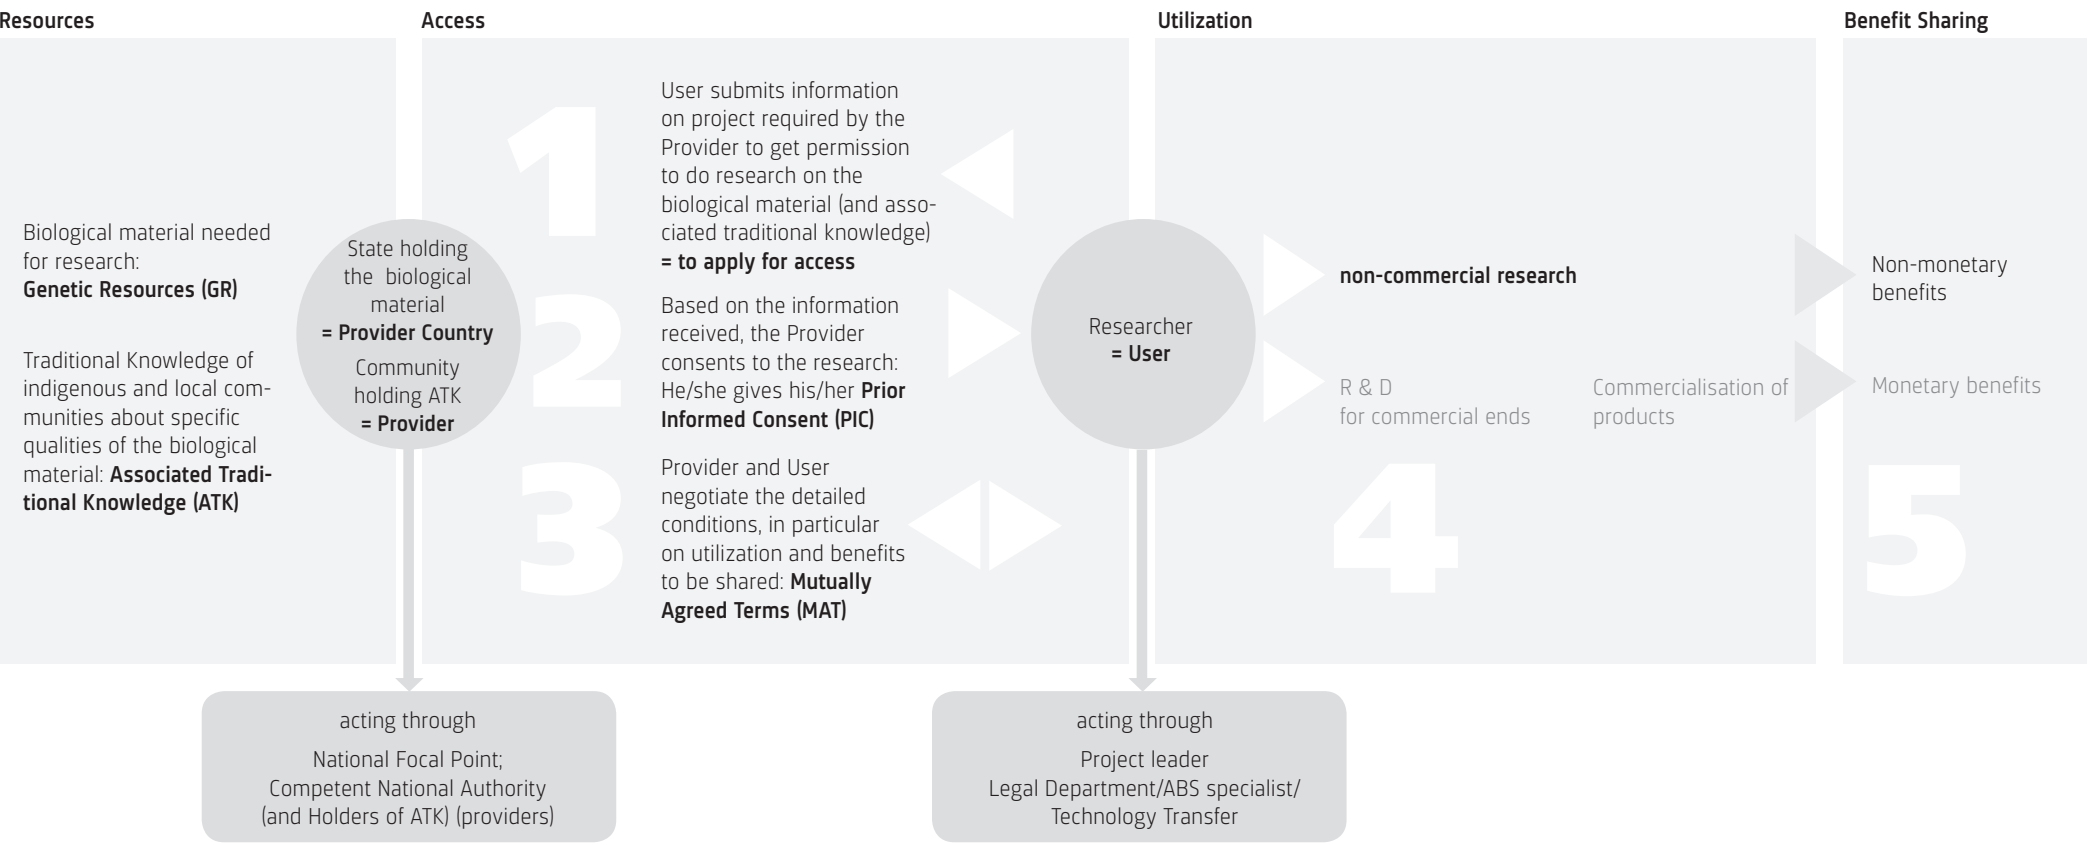 Resources
Access
Utilization
Benefit Sharing
Biological material needed
for research:
Genetic Resources (GR)
Traditional Knowledge of
indigenous and local com-
munities about specific
qualities of the biological
material: Associated Tradi-
tional Knowledge (ATK)
State holding
the biological
material
= Provider Country
Community
holding ATK
= Provider
1
User submits information
on project required by the
Provider to get permission
to do research on the
biological material (and asso-
ciated traditional knowledge)
= to apply for access
2
Based on the information
received, the Provider
consents to the research:
He/she gives his/her Prior
Informed Consent (PIC)
3
Provider and User
negotiate the detailed
conditions, in particular
on utilization and benefits
to be shared: Mutually
Agreed Terms (MAT)
Researcher
= User
non-commercial research
R & D
for commercial ends
Commercialisation of
products
4
Non-monetary
benefits
Monetary benefits
5
acting through
National Focal Point;
Competent National Authority
(and Holders of ATK) (providers)
acting through
Project leader
Legal Department/ABS specialist/
Technology Transfer